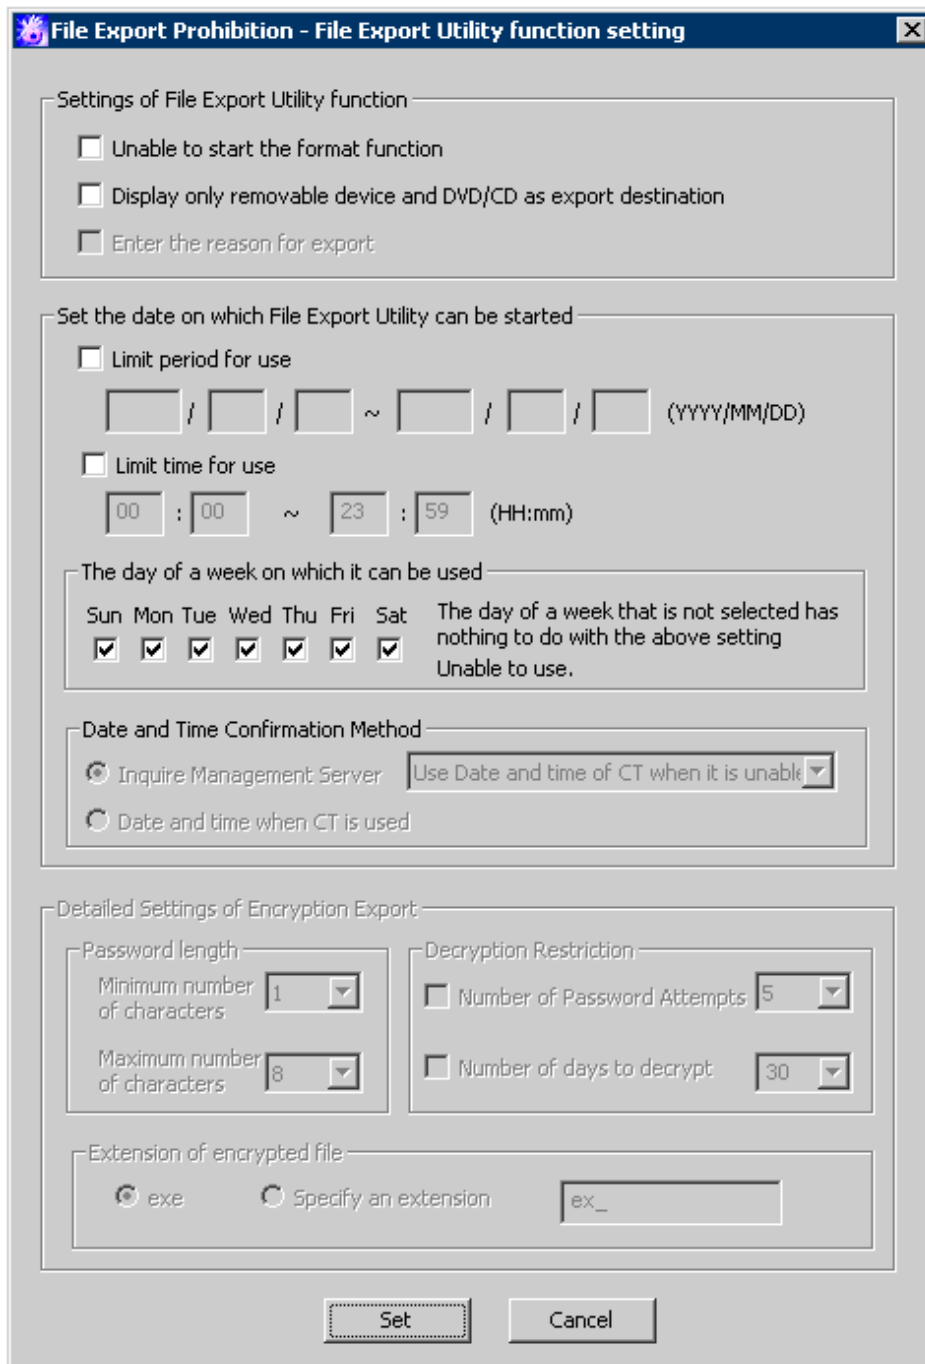 File Export Prohibition - File Export Utility function setting
Settings of File Export Utility function
Unable to start the format function
Display only removable device and DVD/CD as export destination
Enter the reason for export
Set the date on which File Export Utility can be started
Limit period for use
/ / ~ / / (YYYY/MM/DD)
Limit time for use
00 : 00 ~ 23 : 59 (HH:mm)
The day of a week on which it can be used
Sun Mon Tue Wed Thu Fri Sat
The day of a week that is not selected has
nothing to do with the above setting
Unable to use.
Date and Time Confirmation Method
Inquire Management Server Use Date and time of CT when it is unable
Date and time when CT is used
Detailed Settings of Encryption Export
Password length
Minimum number
of characters
1
Maximum number
of characters
8
Decryption Restriction
Number of Password Attempts 5
Number of days to decrypt 30
Extension of encrypted file
exe Specify an extension ex_
Set Cancel